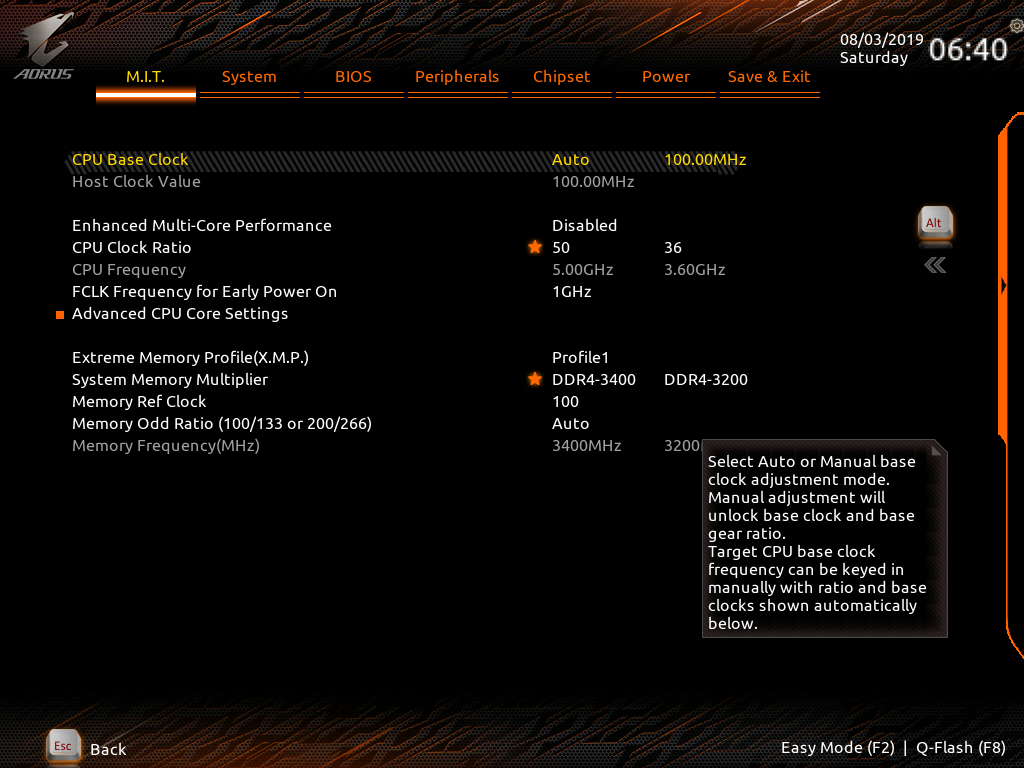 AORUS
08/03/2019
Saturday
06:40
M.I.T. System BIOS Peripherals Chipset Power Save & Exit
CPU Base Clock Auto 100.00MHz
Host Clock Value 100.00MHz
Enhanced Multi-Core Performance Disabled
CPU Clock Ratio 50 36
CPU Frequency 5.00GHz 3.60GHz
FCLK Frequency for Early Power On 1GHz
Advanced CPU Core Settings
Extreme Memory Profile(X.M.P.) Profile1
System Memory Multiplier DDR4-3400 DDR4-3200
Memory Ref Clock 100
Memory Odd Ratio (100/133 or 200/266) Auto
Memory Frequency(MHz) 3400MHz 3200
Alt
Select Auto or Manual base
clock adjustment mode.
Manual adjustment will
unlock base clock and base
gear ratio.
Target CPU base clock
frequency can be keyed in
manually with ratio and base
clocks shown automatically
below.
Esc Back
Easy Mode (F2) | Q-Flash (F8)